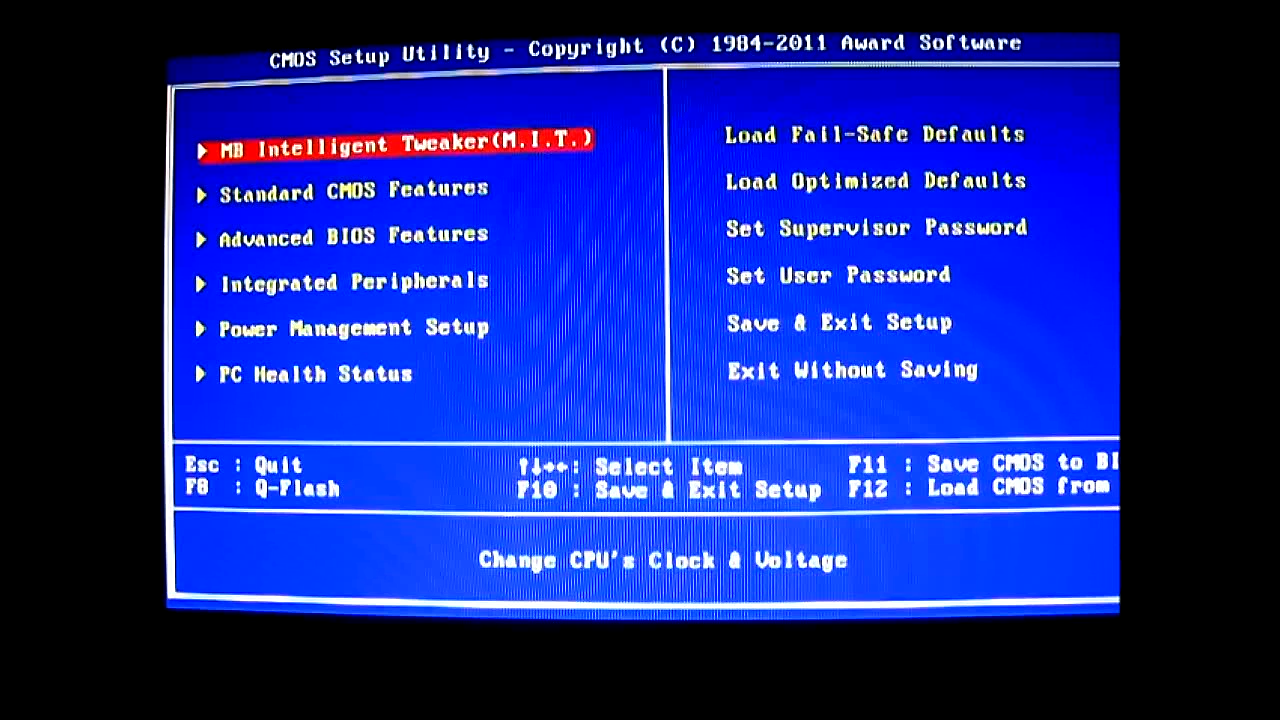 CMOS Setup Utility - Copyright (C) 1984-2011 Award Software
MB Intelligent Tweaker(M.I.T.)
Standard CMOS Features
Advanced BIOS Features
Integrated Peripherals
Power Management Setup
PC Health Status
Load Fail-Safe Defaults
Load Optimized Defaults
Set Supervisor Password
Set User Password
Save & Exit Setup
Exit Without Saving
Esc : Quit
F8 : Q-Flash
↑↓→←: Select Item
F10 : Save & Exit Setup
F11 : Save CMOS to BI
F12 : Load CMOS from
Change CPU's Clock & Voltage